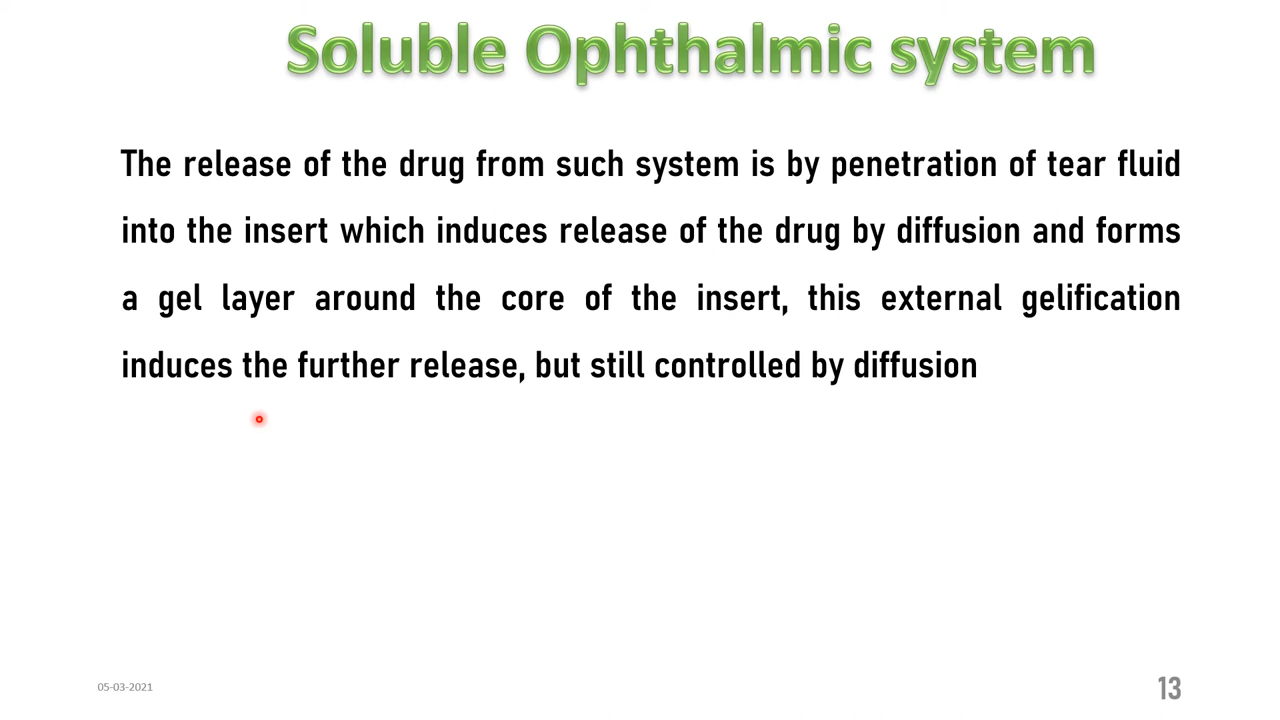 Soluble Ophthalmic system
The release of the drug from such system is by penetration of tear fluid
into the insert which induces release of the drug by diffusion and forms
a gel layer around the core of the insert, this external gelification
induces the further release, but still controlled by diffusion
05-03-2021
13